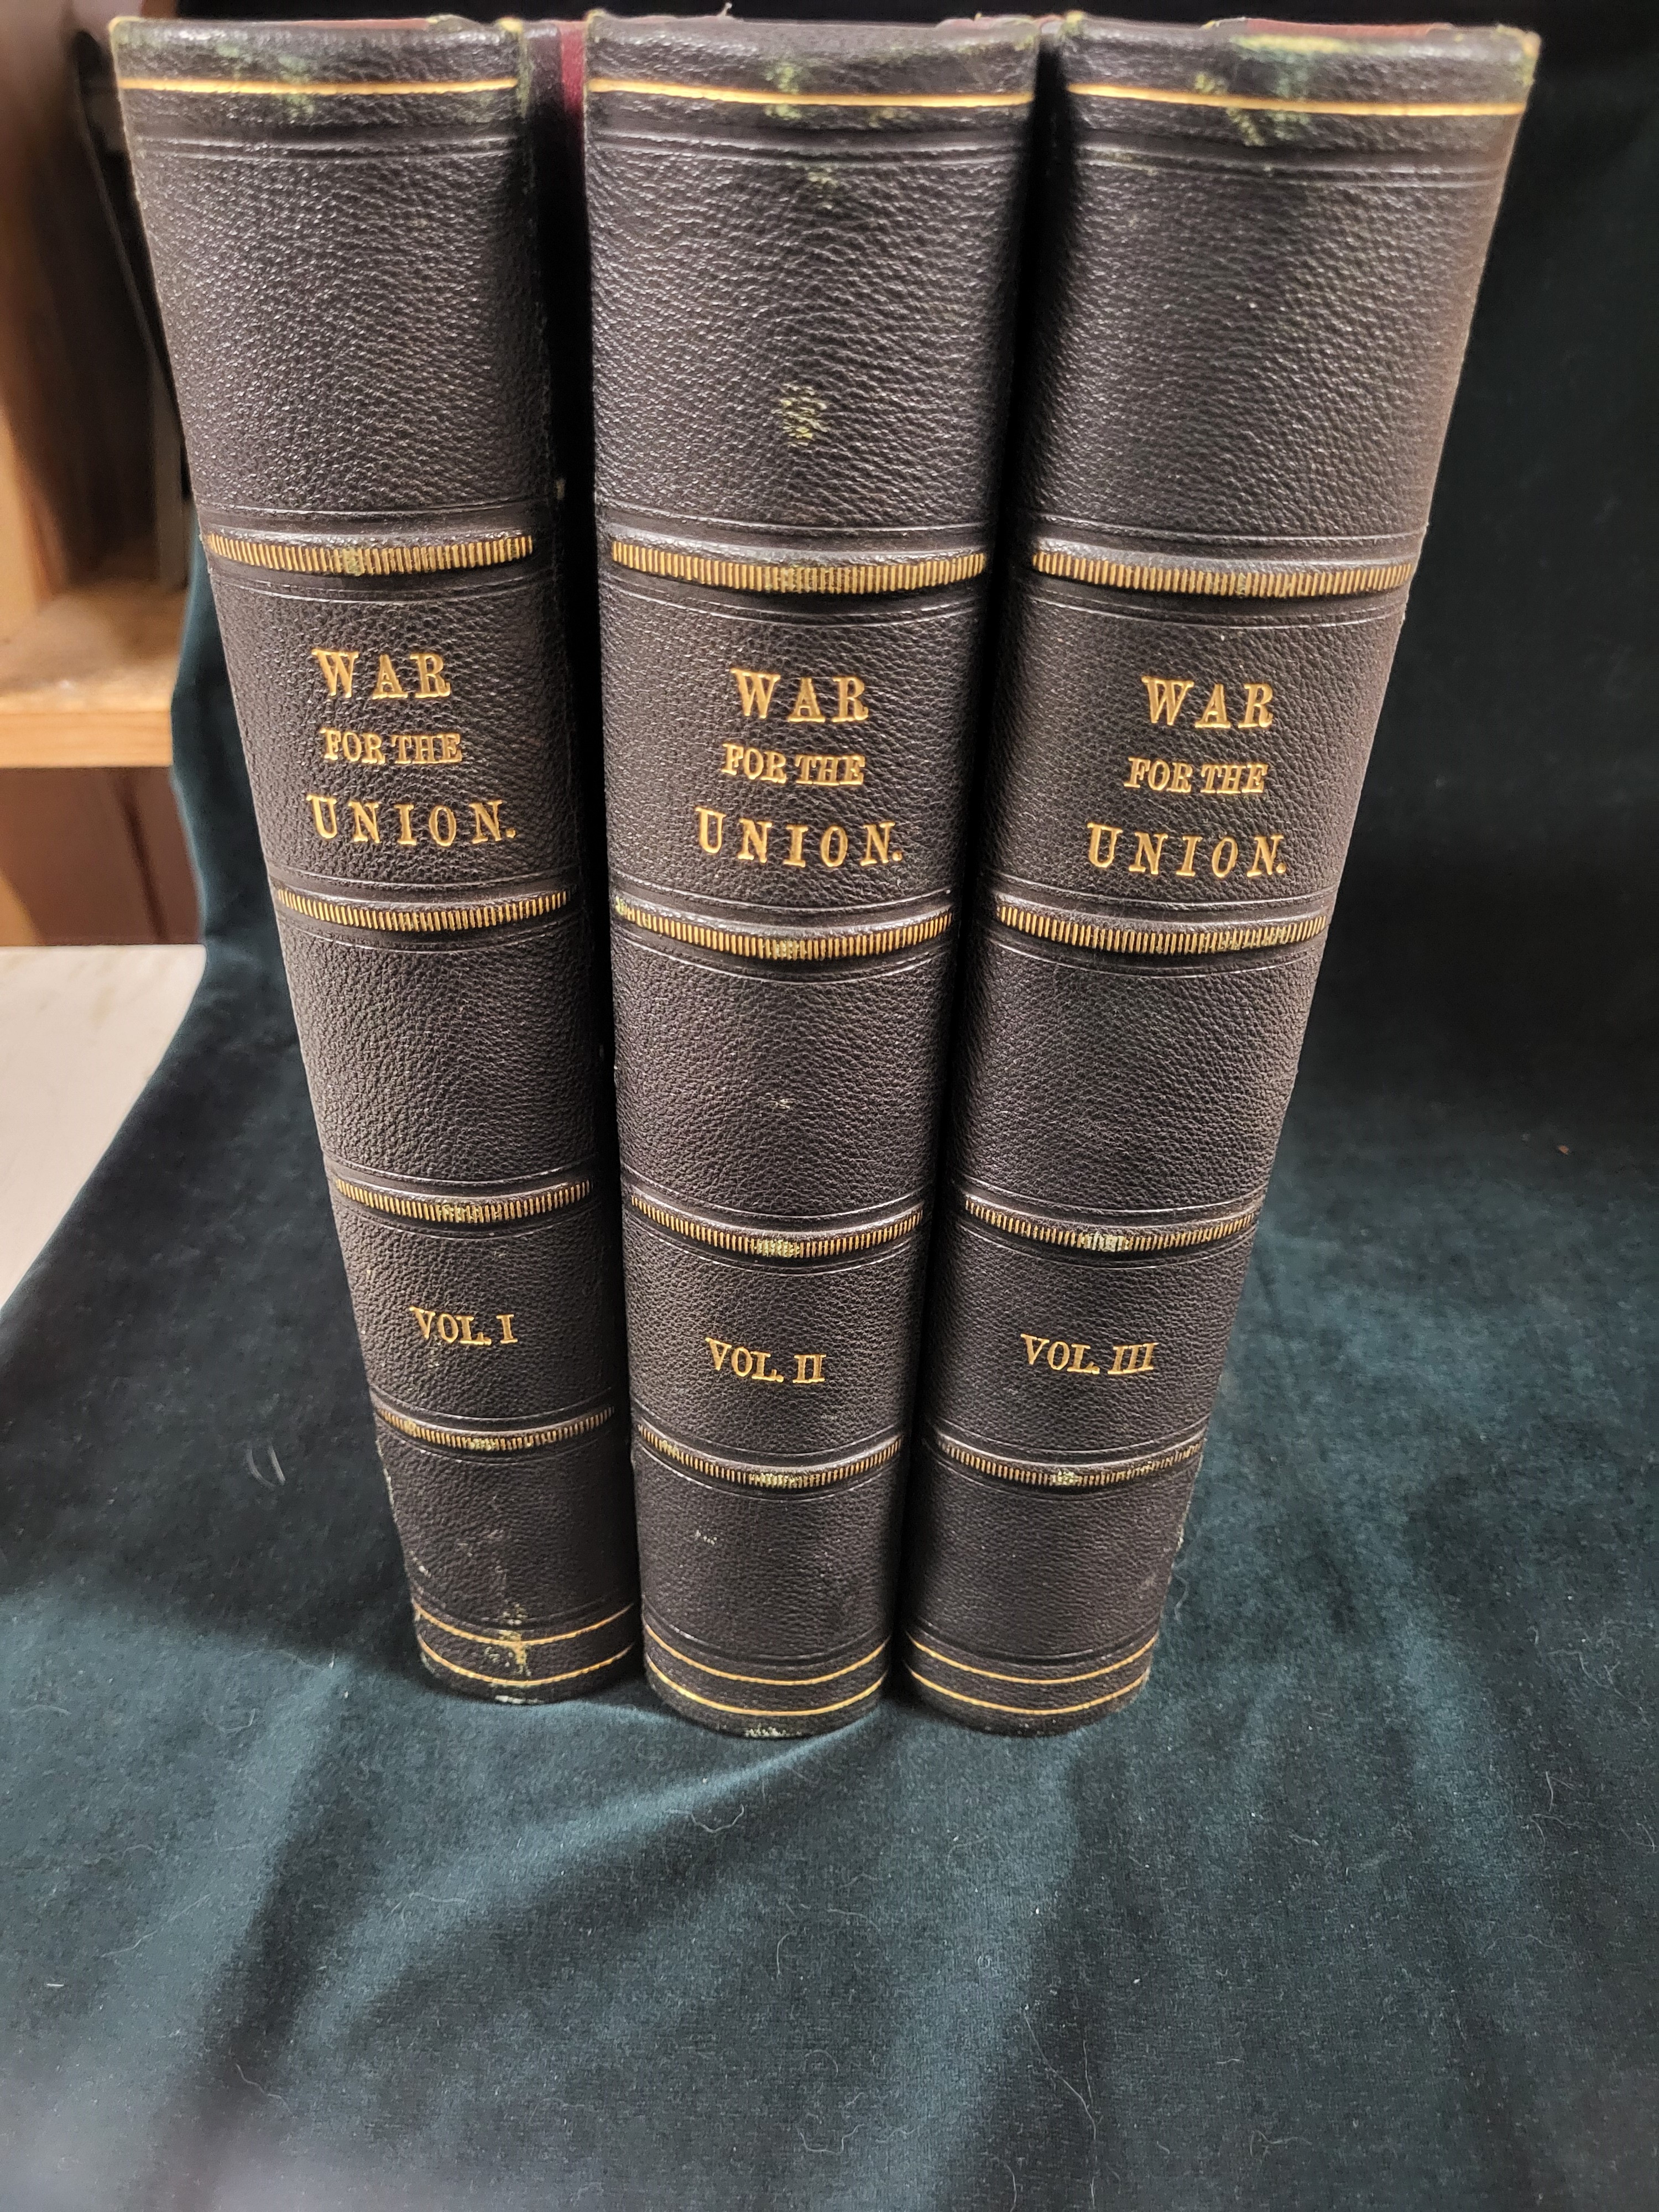 WAR
FOR THE
UNION.
VOL. I
WAR
FOR THE
UNION.
VOL. II
WAR
FOR THE
UNION.
VOL. III